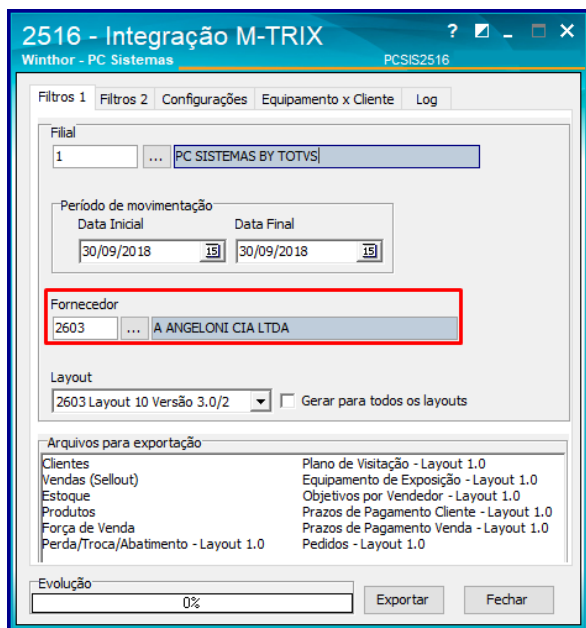 2516 - Integração M-TRIX
Winthor - PC Sistemas
PCSIS2516
Filtros 1 Filtros 2 Configurações Equipamento x Cliente Log
Filial
1 ... PC SISTEMAS BY TOTVS
Período de movimentação
Data Inicial Data Final
30/09/2018 15 30/09/2018 15
Fornecedor
2603 ... A ANGELONI CIA LTDA
Layout
2603 Layout 10 Versão 3.0/2 Gerar para todos os layouts
Arquivos para exportação
Clientes Plano de Visitação - Layout 1.0
Vendas (Sellout) Equipamento de Exposição - Layout 1.0
Estoque Objetivos por Vendedor - Layout 1.0
Produtos Prazos de Pagamento Cliente - Layout 1.0
Força de Venda Prazos de Pagamento Venda - Layout 1.0
Perda/Troca/Abatimento - Layout 1.0 Pedidos - Layout 1.0
Evolução
0%
Exportar Fechar